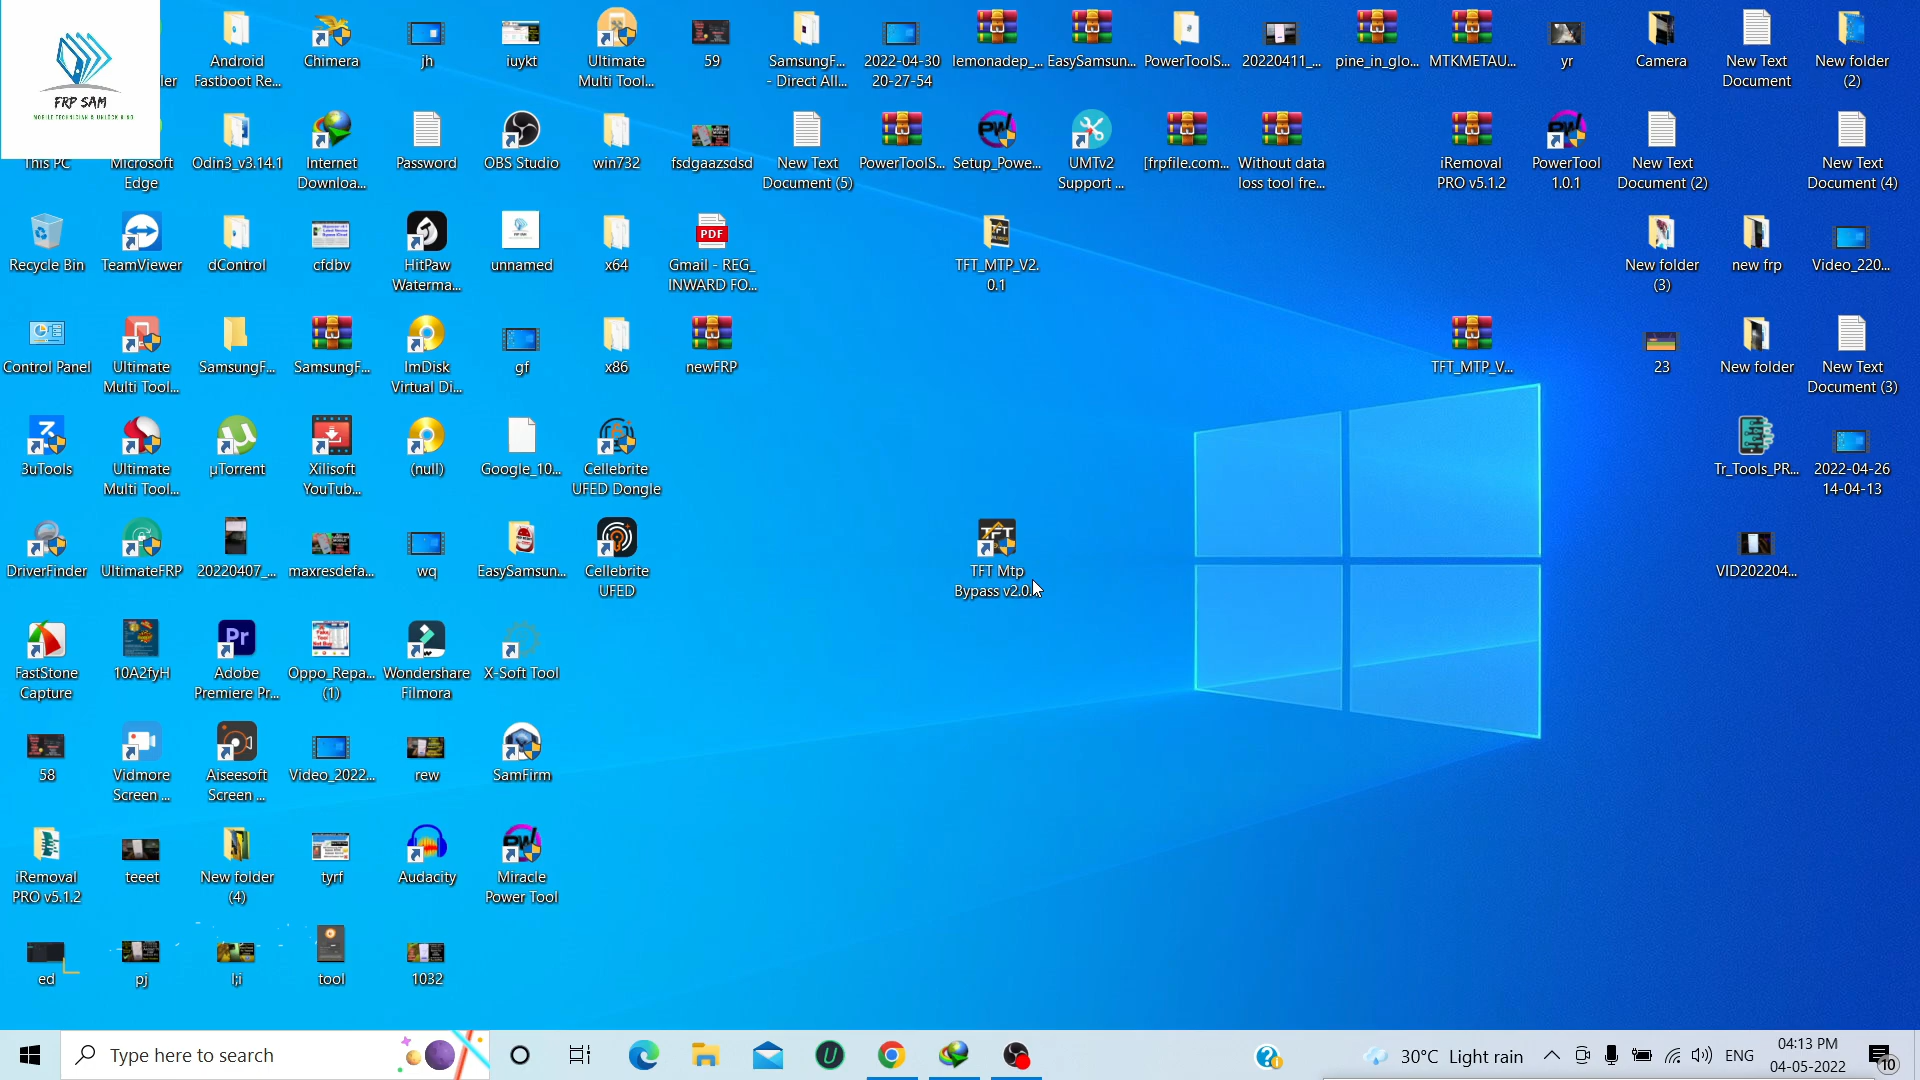 FRP SAM
MOBILE TECHNICIAN & UNLOCK KING
ler
Android
Fastboot Re...
Chimera
jh
iuykt
Ultimate
Multi Tool...
59
SamsungF...
- Direct All...
2022-04-30
20-27-54
lemonadep_...
EasySamsun...
PowerToolS...
20220411_...
pine_in_glo...
MTKMETAU...
yr
Camera
New Text
Document
New folder
(2)
This PC
Microsoft
Edge
Odin3_v3.14.1
Internet
Downloa...
Password
OBS Studio
win732
fsdgaazsdsd
New Text
Document (5)
PowerToolS...
Setup_Powe...
UMTv2
Support ...
[frpfile.com...
Without data
loss tool fre...
iRemoval
PRO v5.1.2
PowerTool
1.0.1
New Text
Document (2)
New Text
Document (4)
Recycle Bin
TeamViewer
dControl
cfdbv
HitPaw
Waterma...
unnamed
x64
PDF
Gmail - REG_
INWARD FO...
TFT_MTP_V2.
0.1
New folder
(3)
new frp
Video_220...
Control Panel
Ultimate
Multi Tool...
SamsungF...
SamsungF...
ImDisk
Virtual Di...
gf
x86
newFRP
TFT_MTP_V...
23
New folder
New Text
Document (3)
3uTools
Ultimate
Multi Tool...
µTorrent
Xilisoft
YouTub...
(null)
Google_10...
Cellebrite
UFED Dongle
Tr_Tools_PR...
2022-04-26
14-04-13
DriverFinder
UltimateFRP
20220407_...
maxresdefa...
wq
EasySamsun...
Cellebrite
UFED
TFT
TFT Mtp
Bypass v2.0.
VID202204...
FastStone
Capture
10A2fyH
Pr
Adobe
Premiere Pr...
Oppo_Repa...
(1)
Wondershare
Filmora
X-Soft Tool
58
Vidmore
Screen ...
Aiseesoft
Screen ...
Video_2022...
rew
SamFirm
iRemoval
PRO v5.1.2
teeet
New folder
(4)
tyrf
Audacity
Miracle
Power Tool
ed
pj
l;i
tool
1032
Type here to search
30°C Light rain
ENG
04:13 PM
04-05-2022
10